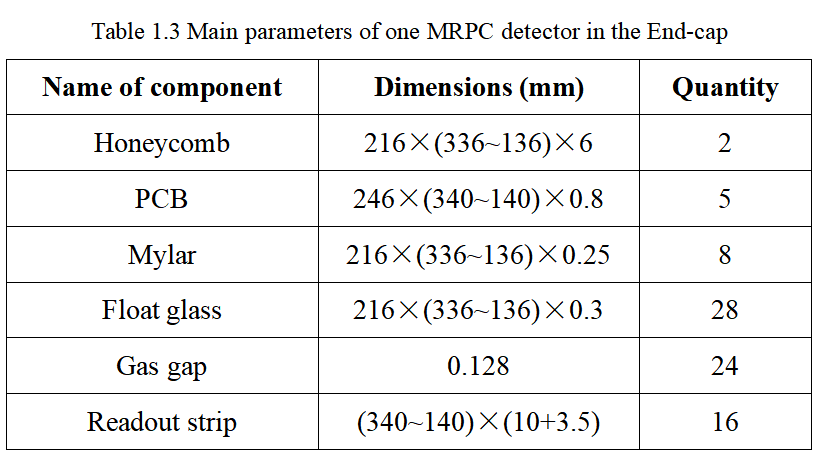 Table 1.3 Main parameters of one MRPC detector in the End-cap
Name of component Dimensions (mm) Quantity
Honeycomb 216×(336~136)×6 2
PCB 246×(340~140)×0.8 5
Mylar 216×(336~136)×0.25 8
Float glass 216×(336~136)×0.3 28
Gas gap 0.128 24
Readout strip (340~140)×(10+3.5) 16